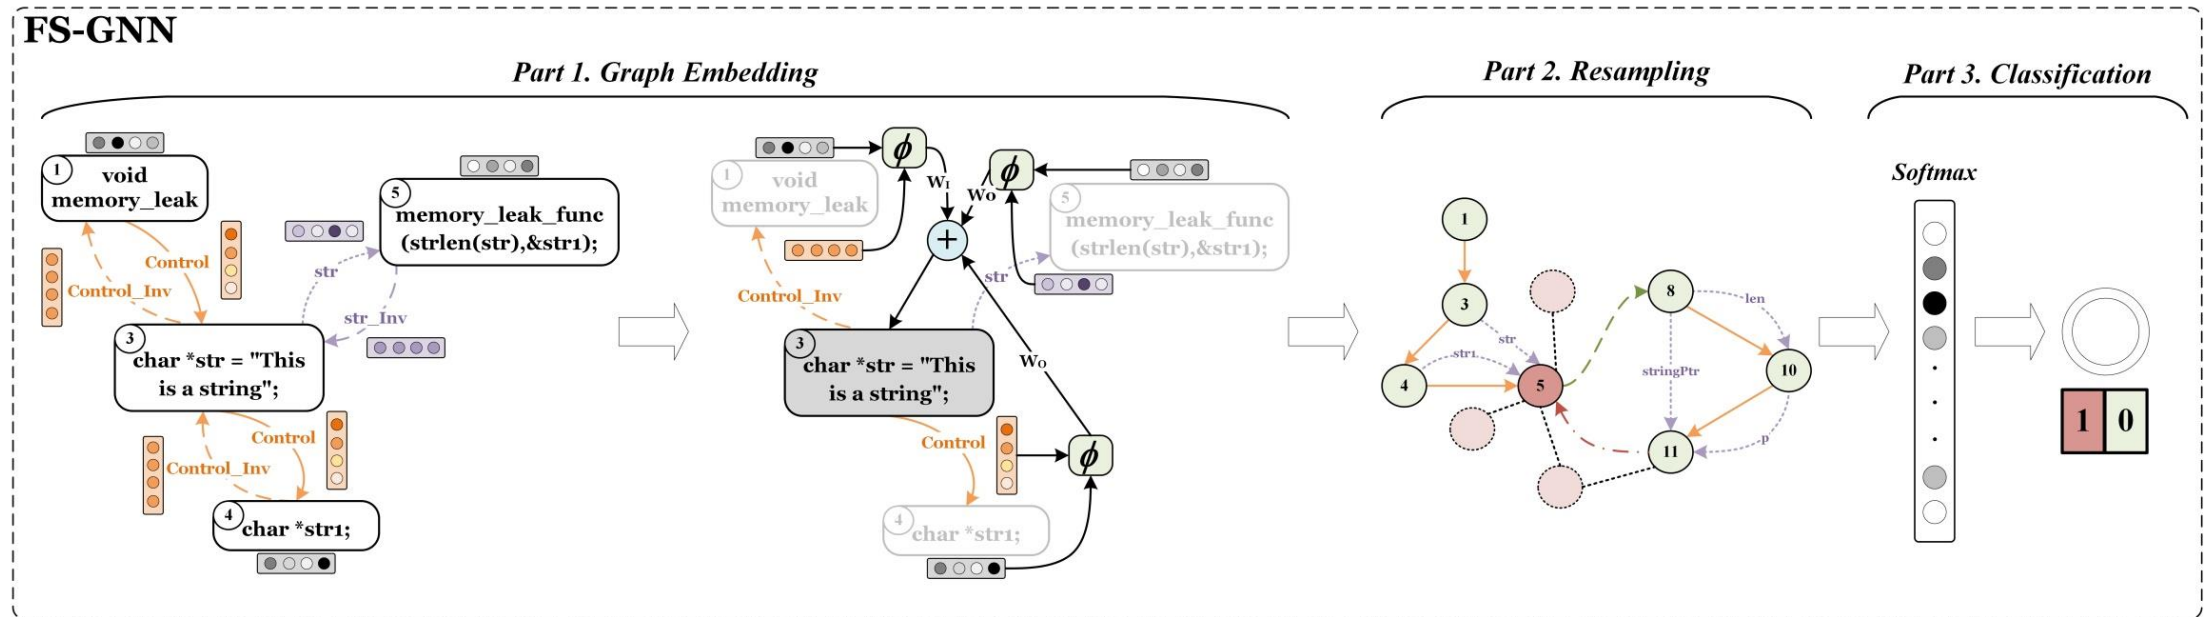 FS-GNN
Part 1. Graph Embedding
Part 2. Resampling
Part 3. Classification
1
void
memory_leak
5
memory_leak_func
(strlen(str),&str1);
Control
Control_Inv
str
str_Inv
3
char *str = "This
is a string";
Control
Control_Inv
4
char *str1;
ϕ
ϕ
W_I
W_O
1
void
memory_leak
5
memory_leak_func
(strlen(str),&str1);
+
str
Control_Inv
3
char *str = "This
is a string";
W_O
Control
ϕ
4
char *str1;
1
3
8
len
str
str1
stringPtr
4
5
10
p
11
Softmax
1 0